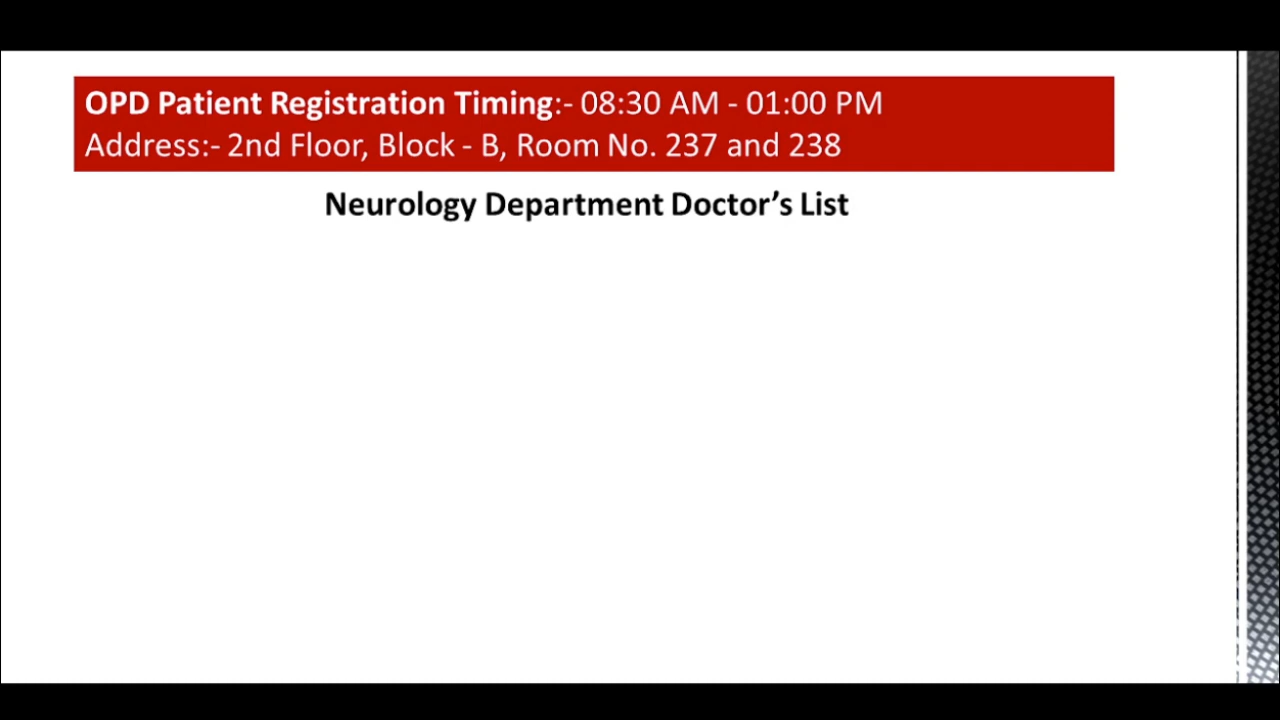 OPD Patient Registration Timing:- 08:30 AM - 01:00 PM
Address:- 2nd Floor, Block - B, Room No. 237 and 238
Neurology Department Doctor’s List